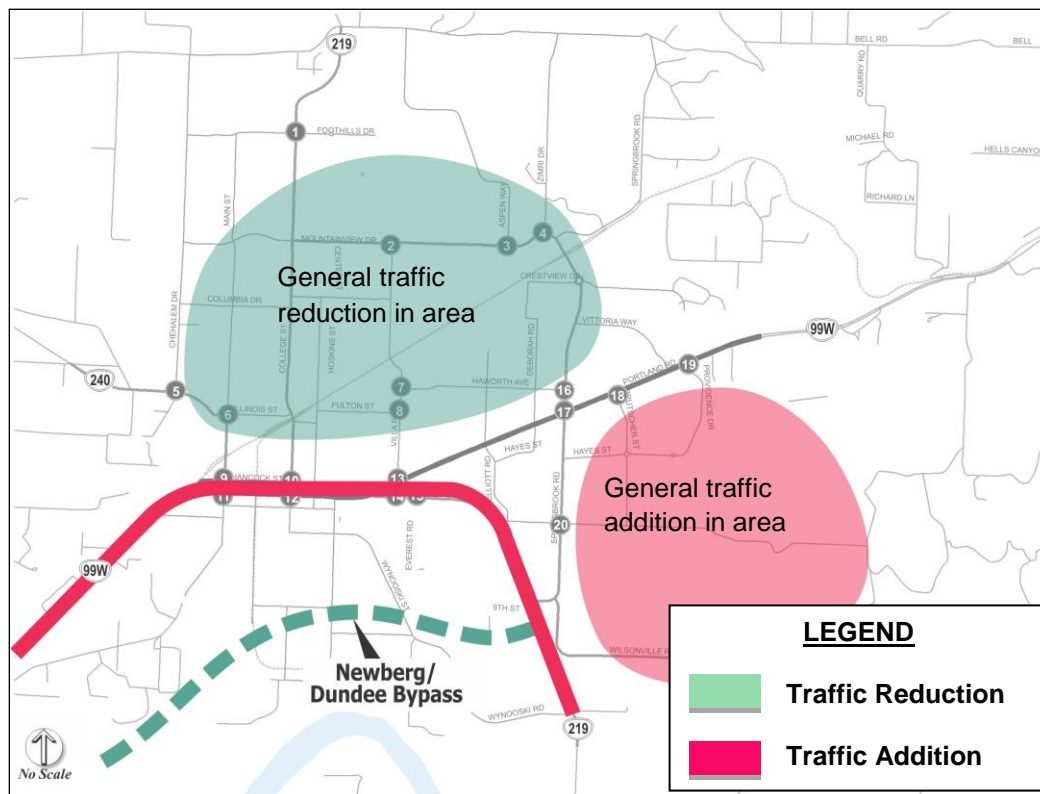 219
BELL RD
BELL
QUARRY RD
1
FOOTHILLS DR
MICHAEL RD
HELLS CANYON
SPRINGBROOK RD
ZIMRI DR
RICHARD LN
MAIN ST
ASPEN WAY
MOUNTAINVIEW DR
2
3
4
General traffic
reduction in area
CRESTVIEW DR
COLUMBIA DR
CHEHALEM DR
COLLEGE ST
HOSKINS ST
DEBORAH RD
VITTORIA WAY
99W
240
5
6
ILLINOIS ST
FULTON ST
7
8
HAWORTH AVE
16
17
18
19
PORTLAND RD
PROVIDENCE DR
HAYES ST
HAYES ST
9
10
11
12
HANCOCK ST
13
14
15
ELLIOTT RD
General traffic
addition in area
20
EVEREST RD
WYNOOSKI ST
99W
9TH ST
Newberg/
Dundee Bypass
WILSONVILLE
WYNOOSKI RD
219
No Scale
LEGEND
Traffic Reduction
Traffic Addition